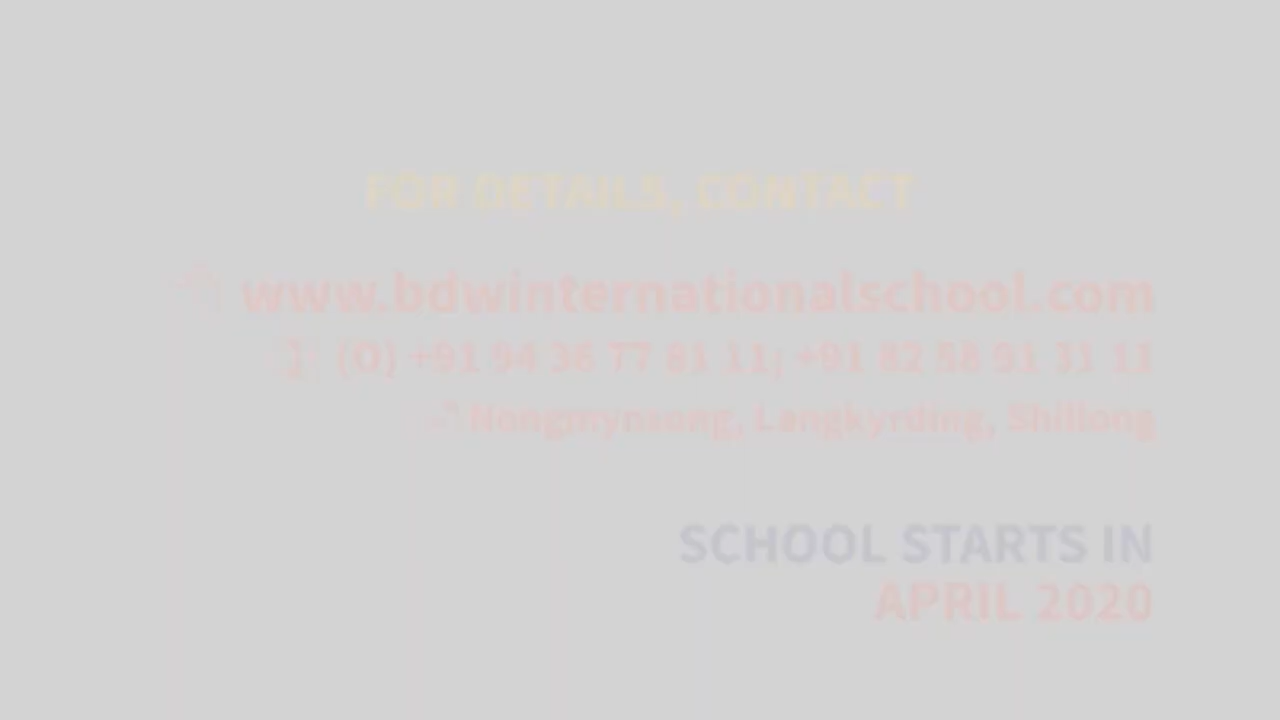 FOR DETAILS, CONTACT
www.bdwinternationalschool.com
(O) +91 94 36 77 81 11; +91 82 58 91 31 11
Nongmynsong, Langkyrding, Shillong
SCHOOL STARTS IN
APRIL 2020